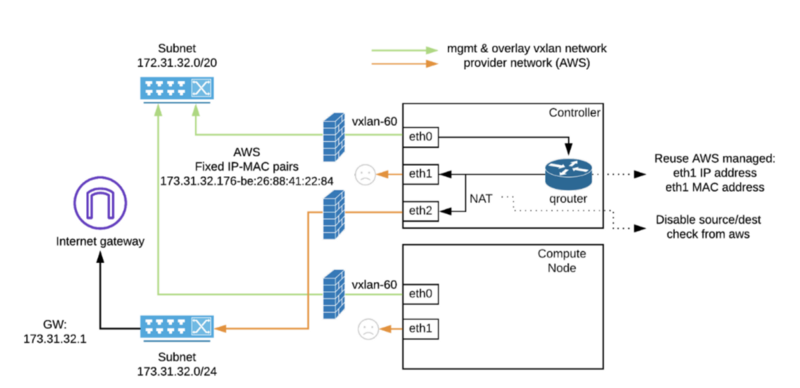 Subnet
172.31.32.0/20
mgmt & overlay vxlan network
provider network (AWS)
vxlan-60
Controller
eth0
AWS
Fixed IP-MAC pairs
173.31.32.176-be:26:88:41:22:84
eth1
qrouter
Reuse AWS managed:
eth1 IP address
eth1 MAC address
eth2
NAT
Disable source/dest
check from aws
Internet gateway
Compute
Node
vxlan-60
eth0
GW:
173.31.32.1
eth1
Subnet
173.31.32.0/24